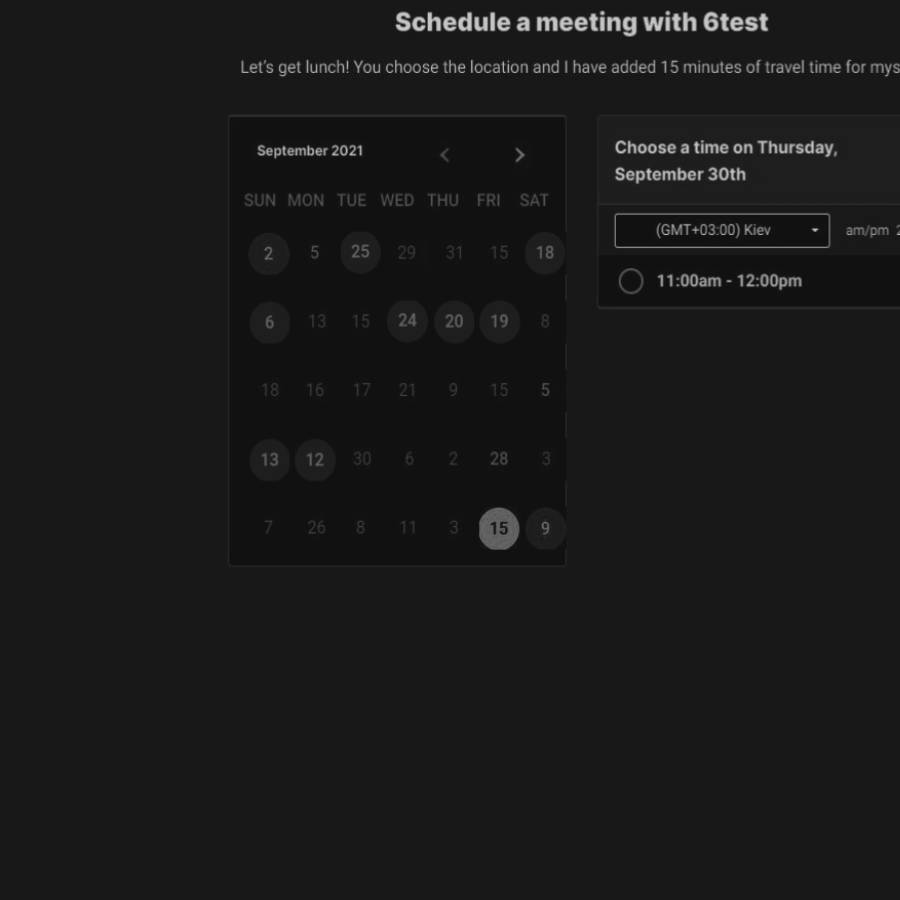 Schedule a meeting with 6test
Let's get lunch! You choose the location and I have added 15 minutes of travel time for mys
September 2021
SUN MON TUE WED THU FRI SAT
2 5 25 29 31 15 18
6 13 15 24 20 19 8
18 16 17 21 9 15 5
13 12 30 6 2 28 3
7 26 8 11 3 15 9
Choose a time on Thursday,
September 30th
(GMT+03:00) Kiev am/pm 2
11:00am - 12:00pm